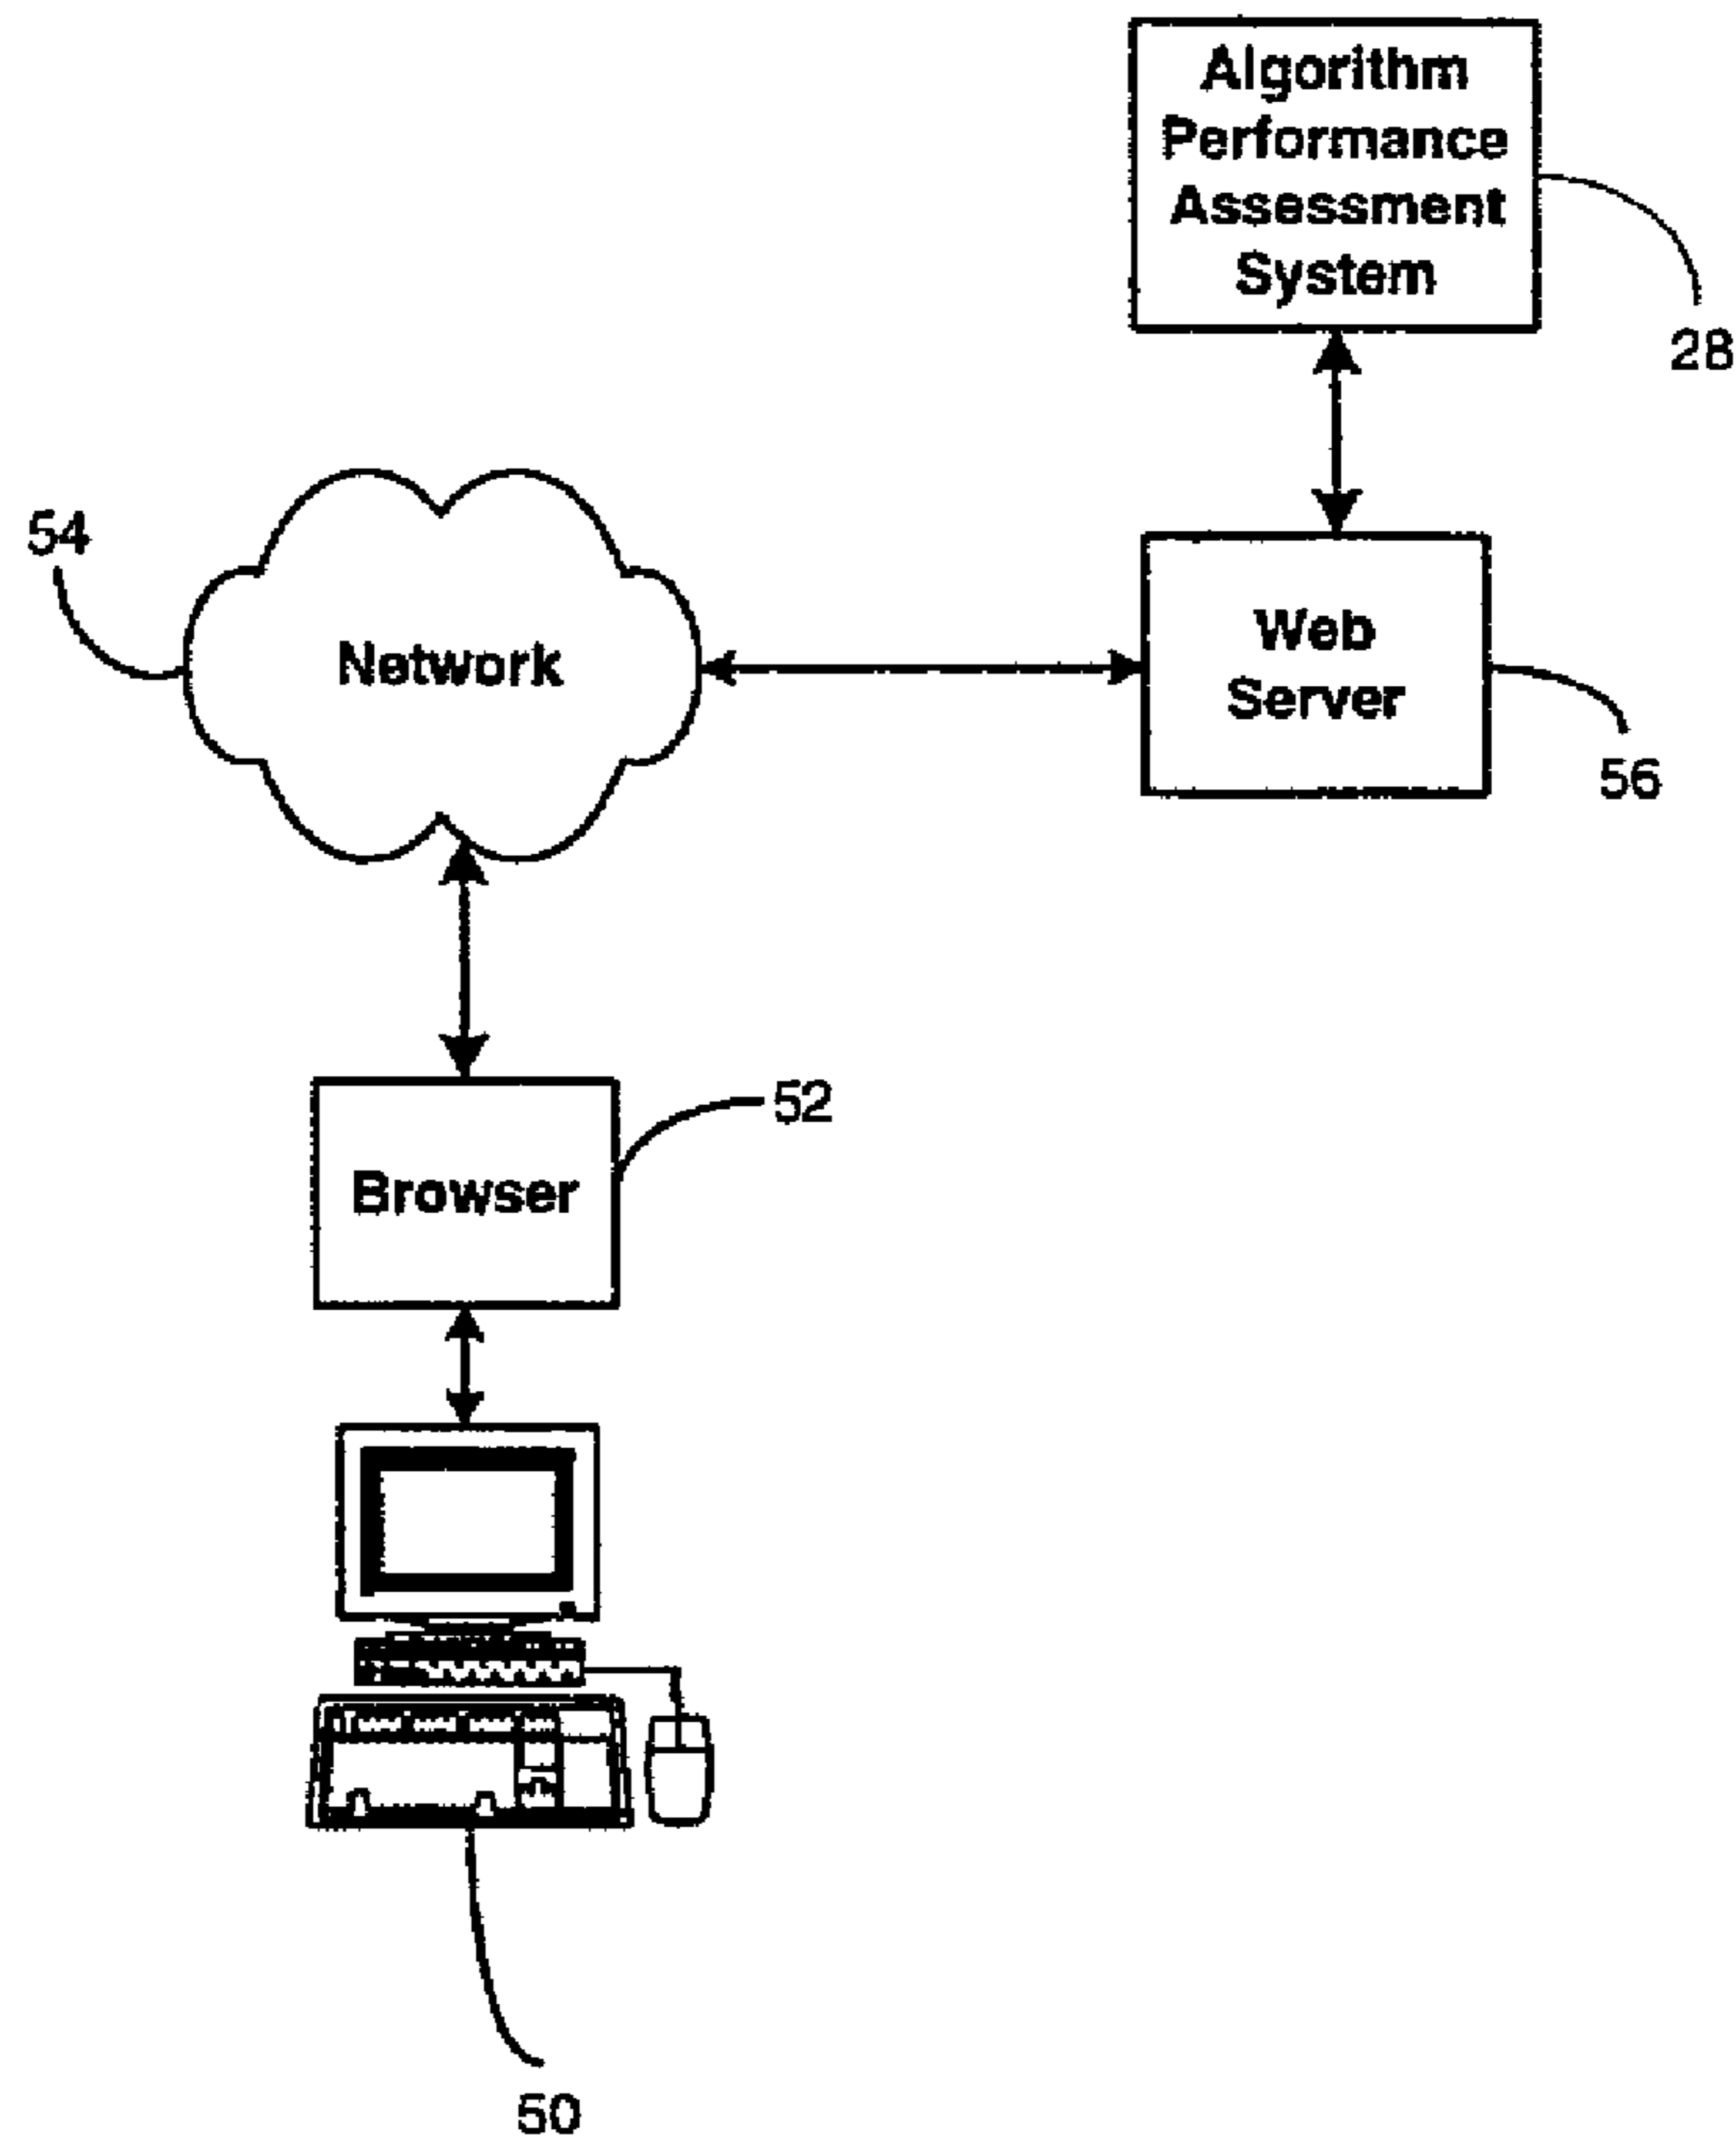 Algorithm
Performance
Assessment
System
28
54
Network
Web
Server
56
52
Browser
50